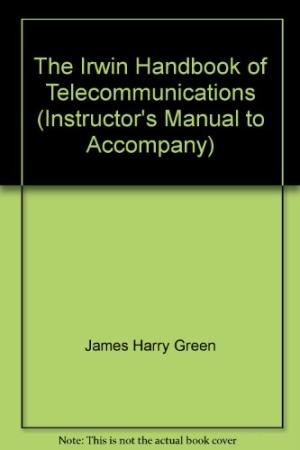 The Irwin Handbook of
Telecommunications
(Instructor's Manual to
Accompany)
James Harry Green
Note: This is not the actual book cover